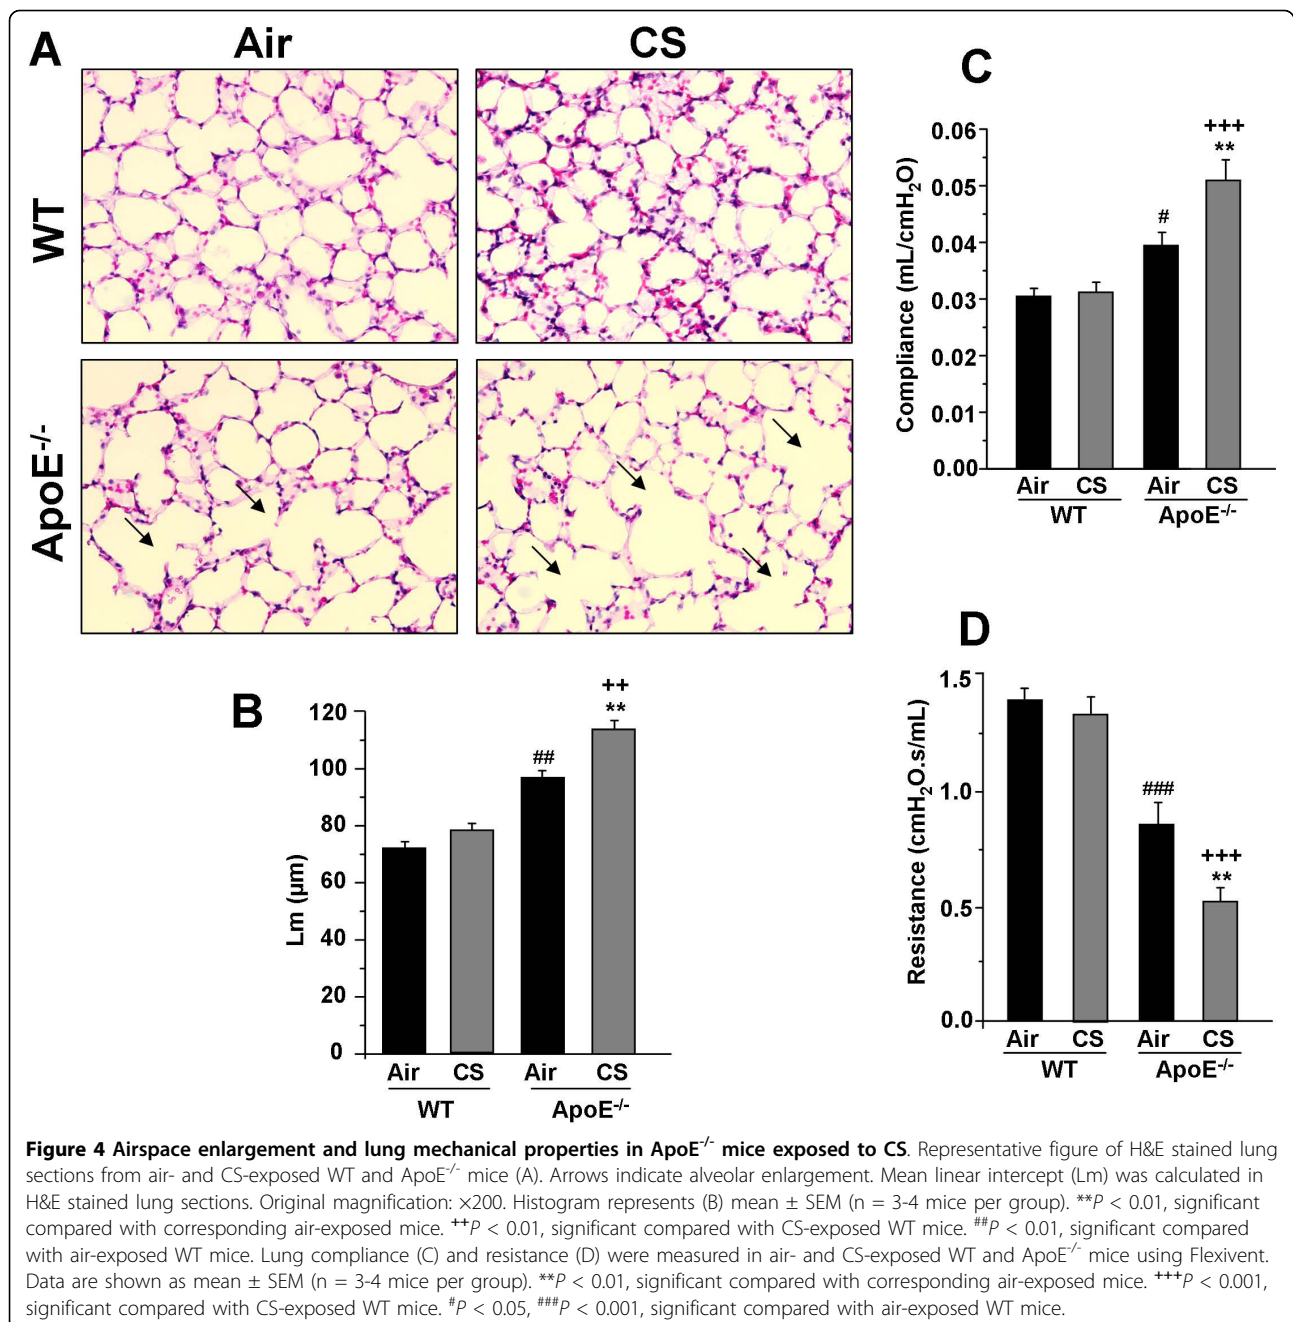 A
Air
CS
WT
ApoE-/-
B
Lm (µm)
120
100
80
60
40
20
0
++
**
##
Air CS Air CS
WT ApoE-/-
C
Compliance (mL/cmH2O)
0.06
0.05
0.04
0.03
0.02
0.01
0.00
+++
**
#
Air CS Air CS
WT ApoE-/-
D
Resistance (cmH2O.s/mL)
1.5
1.0
0.5
0.0
###
+++
**
Air CS Air CS
WT ApoE-/-
Figure 4 Airspace enlargement and lung mechanical properties in ApoE-/- mice exposed to CS. Representative figure of H&E stained lung
sections from air- and CS-exposed WT and ApoE-/- mice (A). Arrows indicate alveolar enlargement. Mean linear intercept (Lm) was calculated in
H&E stained lung sections. Original magnification: ×200. Histogram represents (B) mean ± SEM (n = 3-4 mice per group). **P < 0.01, significant
compared with corresponding air-exposed mice. ++P < 0.01, significant compared with CS-exposed WT mice. ##P < 0.01, significant compared
with air-exposed WT mice. Lung compliance (C) and resistance (D) were measured in air- and CS-exposed WT and ApoE-/- mice using Flexivent.
Data are shown as mean ± SEM (n = 3-4 mice per group). **P < 0.01, significant compared with corresponding air-exposed mice. +++P < 0.001,
significant compared with CS-exposed WT mice. #P < 0.05, ###P < 0.001, significant compared with air-exposed WT mice.